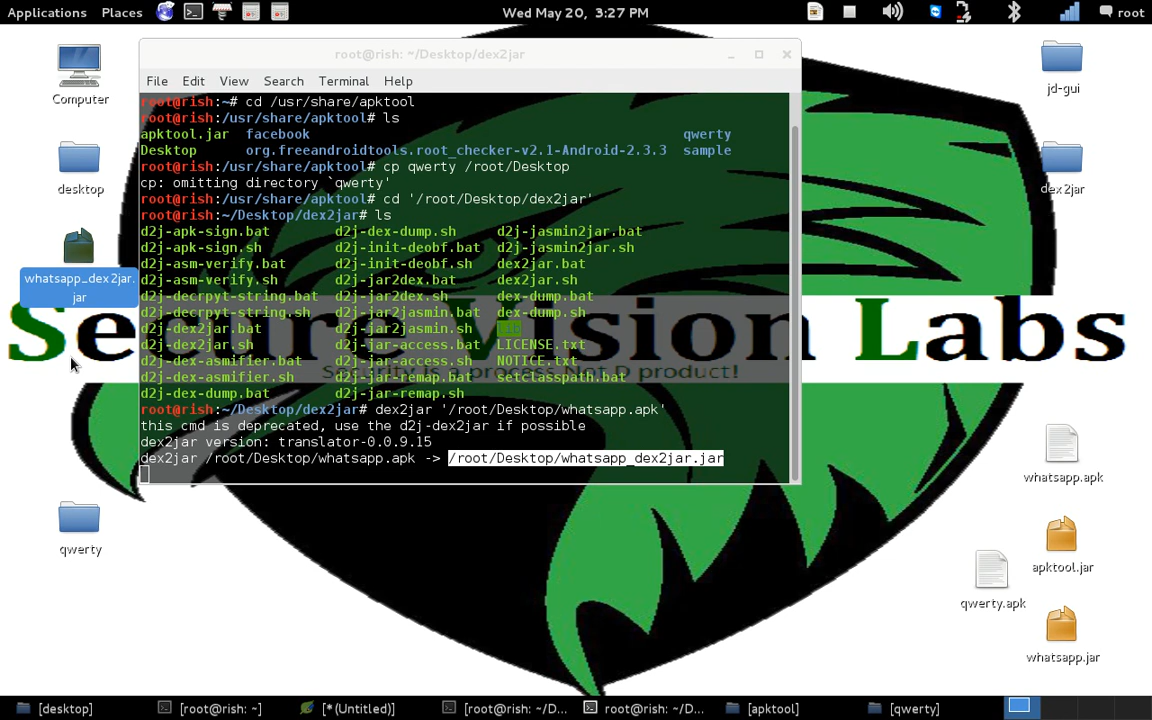 Applications Places Wed May 20, 3:27 PM root
root@rish: ~/Desktop/dex2jar
File Edit View Search Terminal Help
root@rish:~# cd /usr/share/apktool
root@rish:/usr/share/apktool# ls
apktool.jar facebook qwerty
Desktop org.freeandroidtools.root_checker-v2.1-Android-2.3.3 sample
root@rish:/usr/share/apktool# cp qwerty /root/Desktop
cp: omitting directory `qwerty'
root@rish:/usr/share/apktool# cd '/root/Desktop/dex2jar'
root@rish:~/Desktop/dex2jar# ls
d2j-apk-sign.bat d2j-dex-dump.sh d2j-jasmin2jar.bat
d2j-apk-sign.sh d2j-init-deobf.bat d2j-jasmin2jar.sh
d2j-asm-verify.bat d2j-init-deobf.sh dex2jar.bat
d2j-asm-verify.sh d2j-jar2dex.bat dex2jar.sh
d2j-decrpyt-string.bat d2j-jar2dex.sh dex-dump.bat
d2j-decrpyt-string.sh d2j-jar2jasmin.bat dex-dump.sh
d2j-dex2jar.bat d2j-jar2jasmin.sh lib
d2j-dex2jar.sh d2j-jar-access.bat LICENSE.txt
d2j-dex-asmifier.bat d2j-jar-access.sh NOTICE.txt
d2j-dex-asmifier.sh d2j-jar-remap.bat setclasspath.bat
d2j-dex-dump.bat d2j-jar-remap.sh
root@rish:~/Desktop/dex2jar# dex2jar '/root/Desktop/whatsapp.apk'
this cmd is deprecated, use the d2j-dex2jar if possible
dex2jar version: translator-0.0.9.15
dex2jar /root/Desktop/whatsapp.apk -> /root/Desktop/whatsapp_dex2jar.jar
Computer
desktop
whatsapp_dex2jar.
jar
qwerty
Secure Vision Labs
Security is a process Not D product!
jd-gui
dex2jar
whatsapp.apk
apktool.jar
qwerty.apk
whatsapp.jar
[desktop] [root@rish: ~] [*(Untitled)] [root@rish: ~/D... root@rish: ~/D... [apktool] [qwerty]